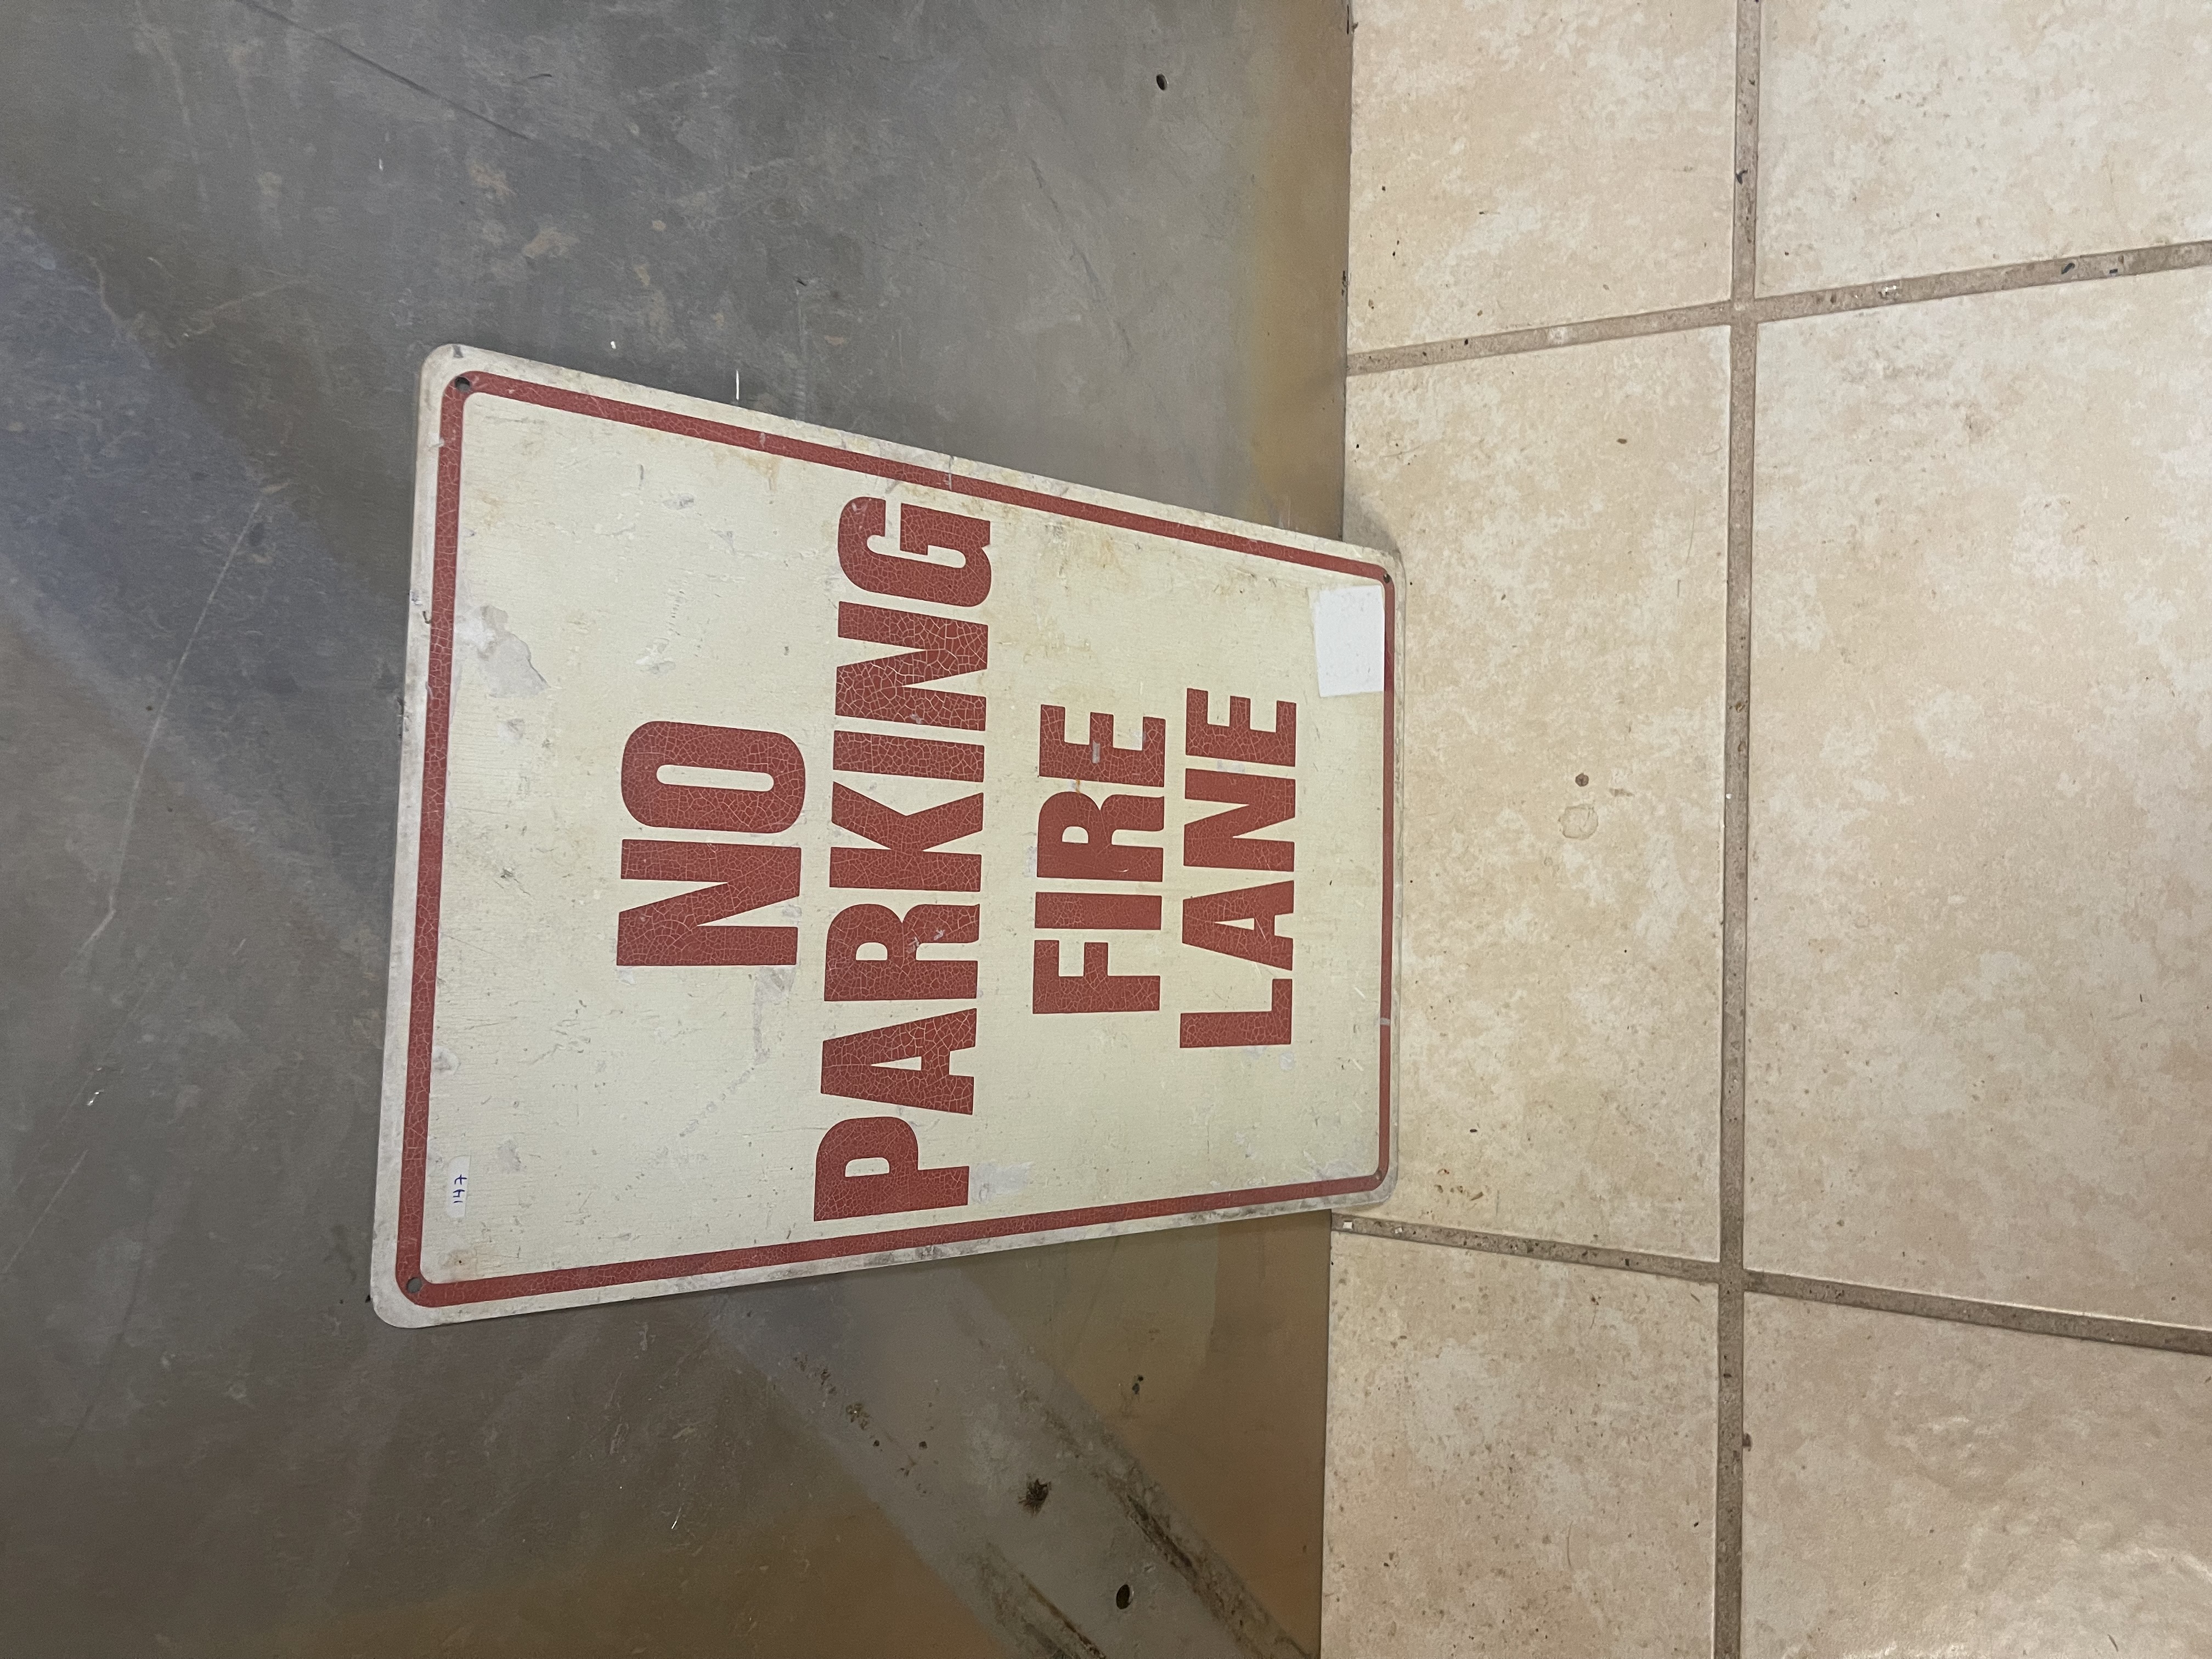 147
NO
PARKING
FIRE
LANE